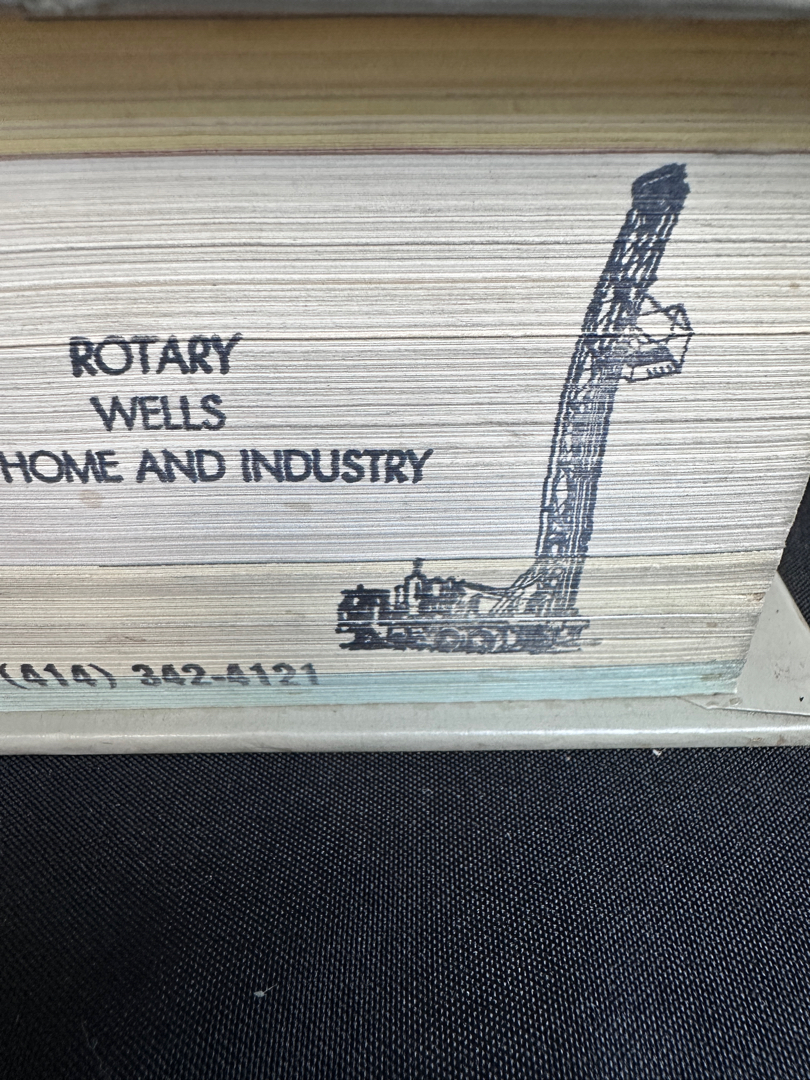 ROTARY
WELLS
HOME AND INDUSTRY
(414) 342-4121